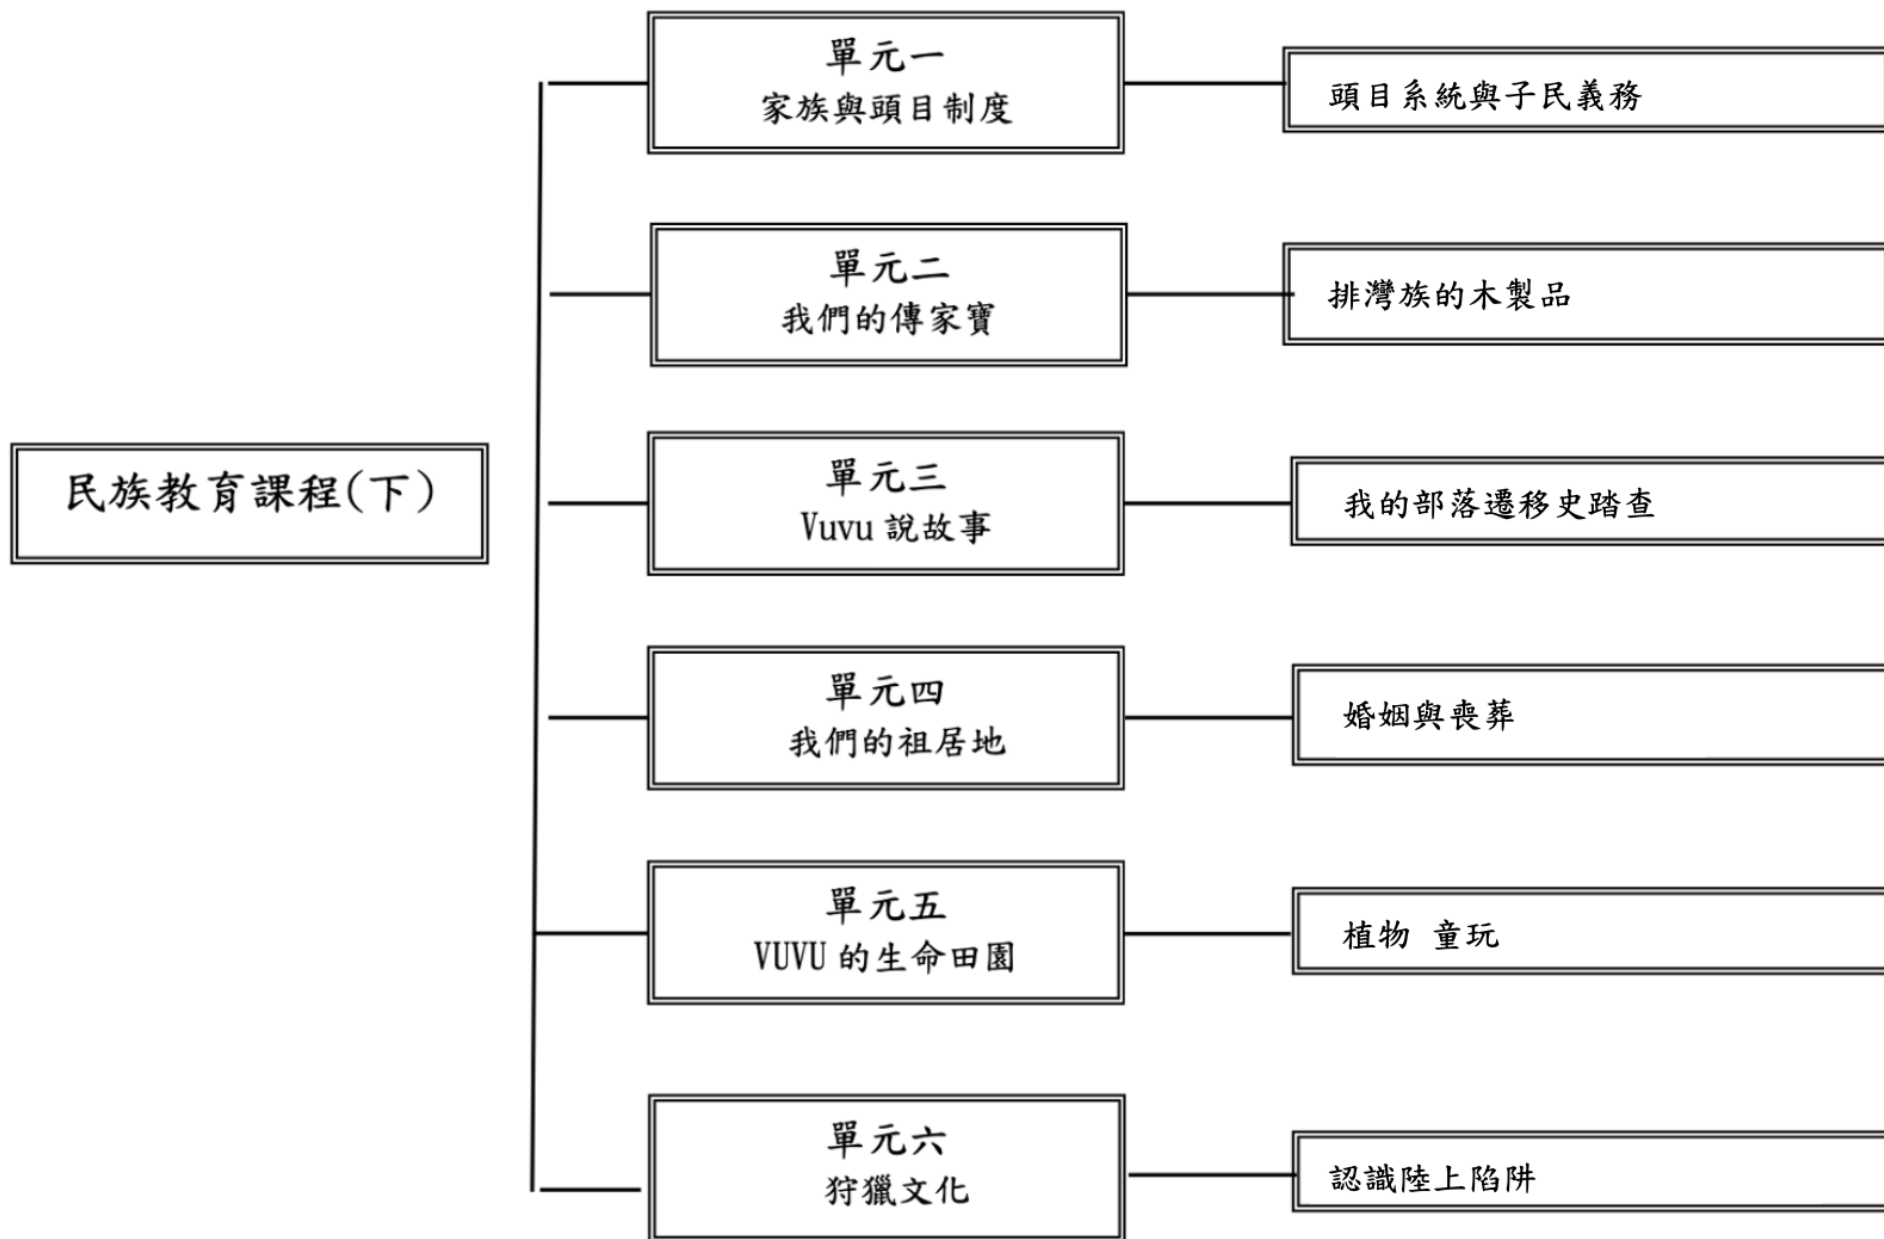 民族教育課程(下)
單元一
家族與頭目制度
頭目系統與子民義務
單元二
我們的傳家寶
排灣族的木製品
單元三
Vuvu 說故事
我的部落遷移史踏查
單元四
我們的祖居地
婚姻與喪葬
單元五
VUVU 的生命田園
植物 童玩
單元六
狩獵文化
認識陸上陷阱